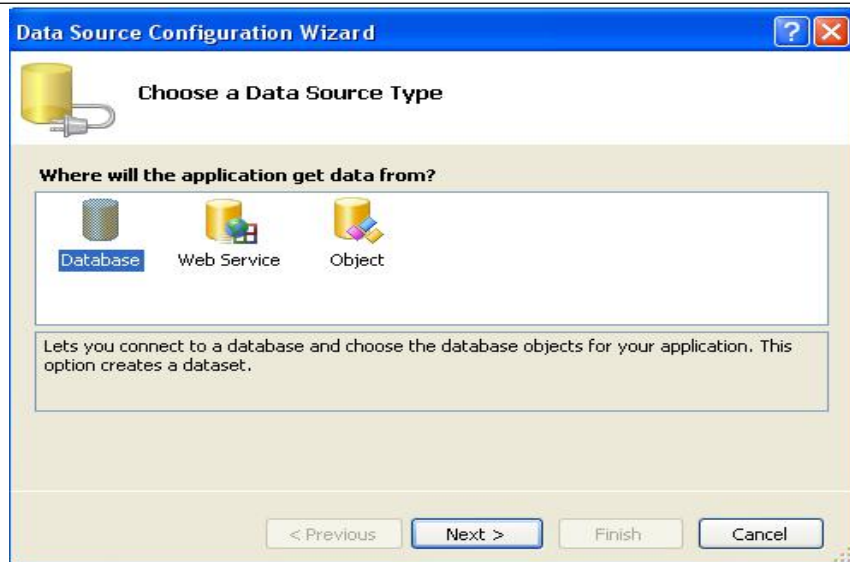 Data Source Configuration Wizard
?
Choose a Data Source Type
Where will the application get data from?
Database Web Service Object
Lets you connect to a database and choose the database objects for your application. This
option creates a dataset.
< Previous Next > Finish Cancel